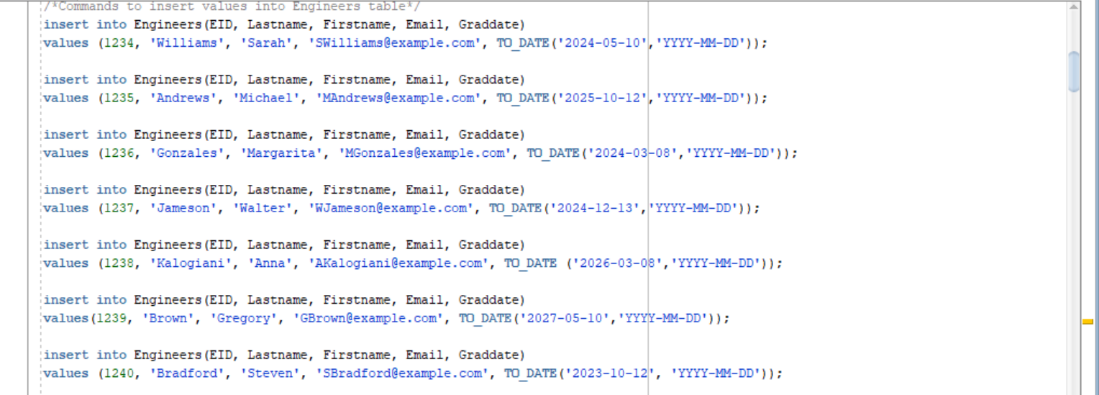 /*Commands to insert values into Engineers table*/
insert into Engineers(EID, Lastname, Firstname, Email, Graddate)
values (1234, 'Williams', 'Sarah', 'SWilliams@example.com', TO_DATE('2024-05-10','YYYY-MM-DD'));
insert into Engineers(EID, Lastname, Firstname, Email, Graddate)
values (1235, 'Andrews', 'Michael', 'MAndrews@example.com', TO_DATE('2025-10-12','YYYY-MM-DD'));
insert into Engineers(EID, Lastname, Firstname, Email, Graddate)
values (1236, 'Gonzales', 'Margarita', 'MGonzales@example.com', TO_DATE('2024-03-08','YYYY-MM-DD'));
insert into Engineers(EID, Lastname, Firstname, Email, Graddate)
values (1237, 'Jameson', 'Walter', 'WJameson@example.com', TO_DATE('2024-12-13','YYYY-MM-DD'));
insert into Engineers(EID, Lastname, Firstname, Email, Graddate)
values (1238, 'Kalogiani', 'Anna', 'AKalogiani@example.com', TO_DATE ('2026-03-08','YYYY-MM-DD'));
insert into Engineers(EID, Lastname, Firstname, Email, Graddate)
values(1239, 'Brown', 'Gregory', 'GBrown@example.com', TO_DATE('2027-05-10','YYYY-MM-DD'));
insert into Engineers(EID, Lastname, Firstname, Email, Graddate)
values (1240, 'Bradford', 'Steven', 'SBradford@example.com', TO_DATE('2023-10-12', 'YYYY-MM-DD'));